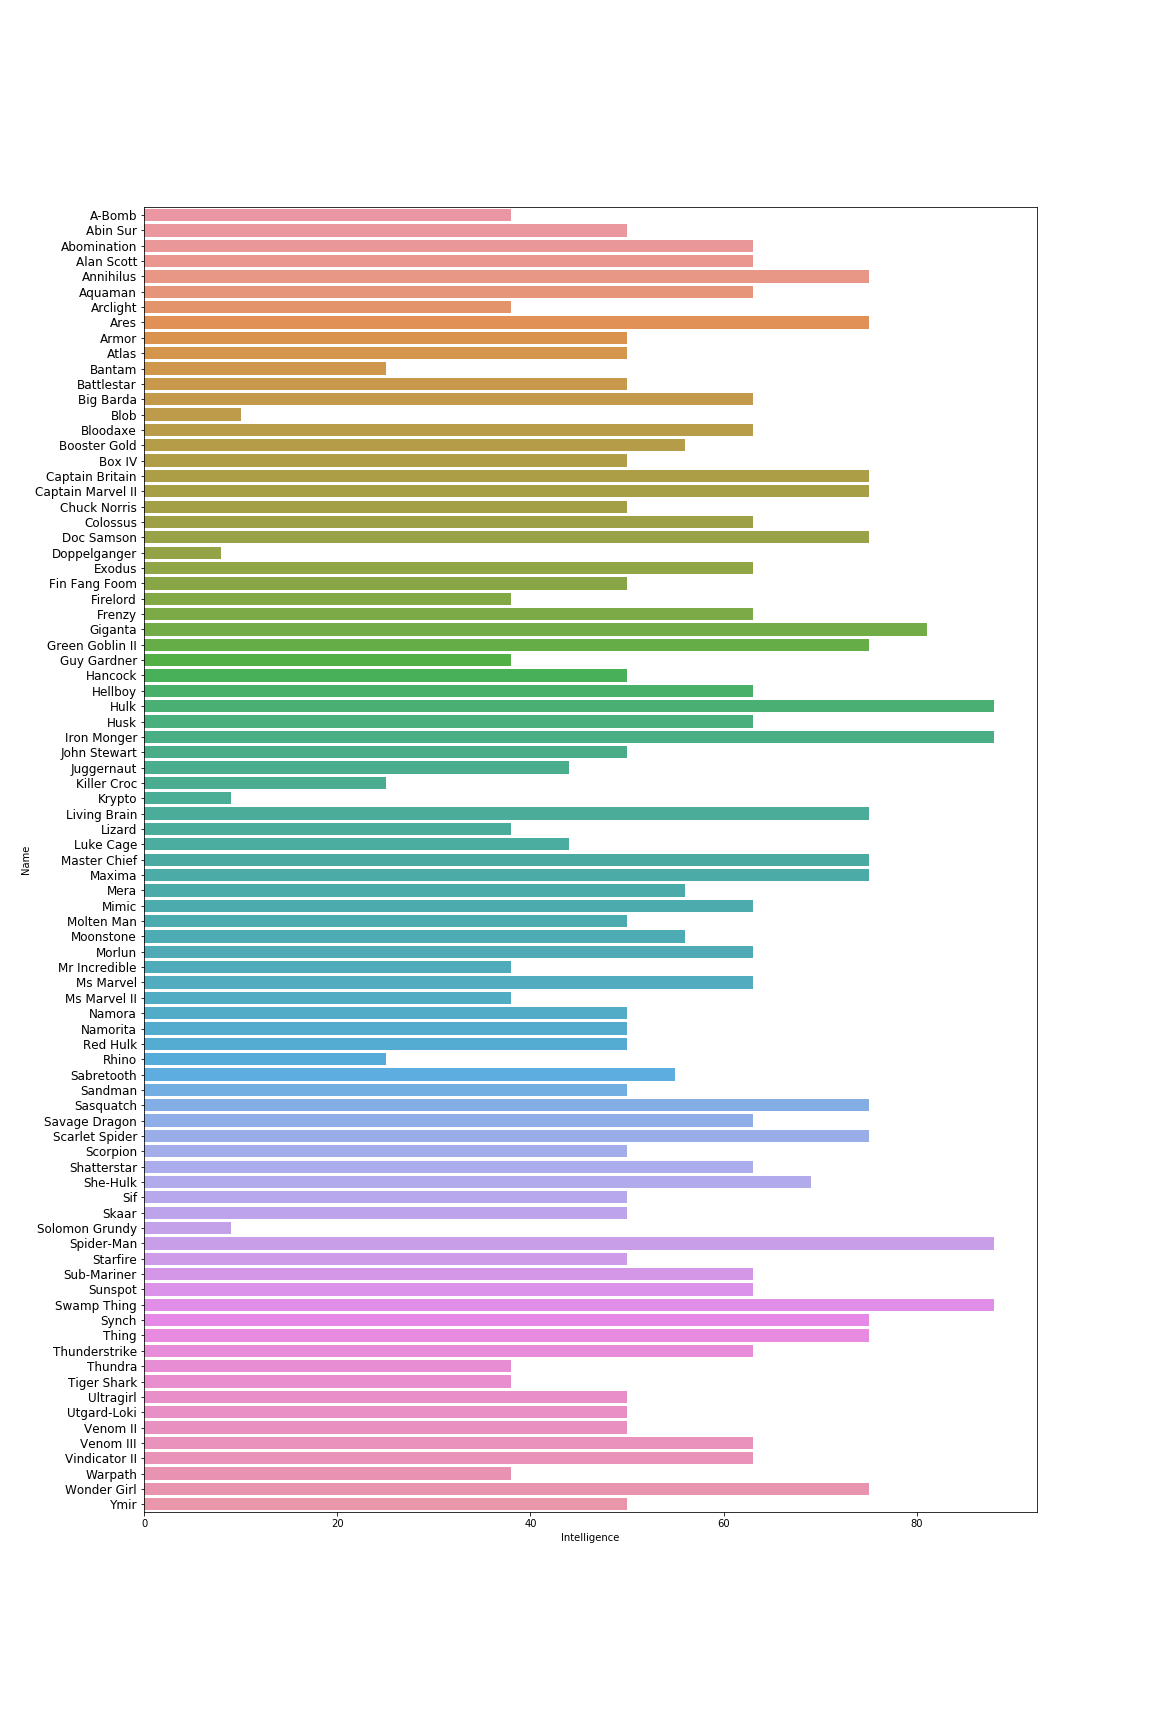 A-Bomb
Abin Sur
Abomination
Alan Scott
Annihilus
Aquaman
Arclight
Ares
Armor
Atlas
Bantam
Battlestar
Big Barda
Blob
Bloodaxe
Booster Gold
Box IV
Captain Britain
Captain Marvel II
Chuck Norris
Colossus
Doc Samson
Doppelganger
Exodus
Fin Fang Foom
Firelord
Frenzy
Giganta
Green Goblin II
Guy Gardner
Hancock
Hellboy
Hulk
Husk
Iron Monger
John Stewart
Juggernaut
Killer Croc
Krypto
Living Brain
Lizard
Luke Cage
Master Chief
Maxima
Mera
Mimic
Molten Man
Moonstone
Morlun
Mr Incredible
Ms Marvel
Ms Marvel II
Namora
Namorita
Red Hulk
Rhino
Sabretooth
Sandman
Sasquatch
Savage Dragon
Scarlet Spider
Scorpion
Shatterstar
She-Hulk
Sif
Skaar
Solomon Grundy
Spider-Man
Starfire
Sub-Mariner
Sunspot
Swamp Thing
Synch
Thing
Thunderstrike
Thundra
Tiger Shark
Ultragirl
Utgard-Loki
Venom II
Venom III
Vindicator II
Warpath
Wonder Girl
Ymir
Name
0 20 40 60 80
Intelligence